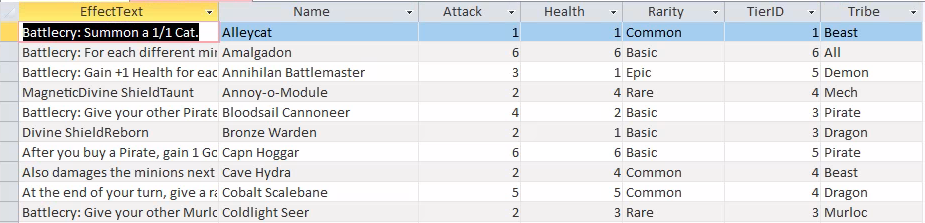 EffectText Name Attack Health Rarity TierID Tribe
Battlecry: Summon a 1/1 Cat. Alleycat 1 1 Common 1 Beast
Battlecry: For each different Amalgadon 6 6 Basic 6 All
Battlecry: Gain +1 Health for Annihilan Battlemaster 3 1 Epic 5 Demon
MagneticDivine ShieldTaunt Annoy-o-Module 2 4 Rare 4 Mech
Battlecry: Give your other Pirate Bloodsail Cannoneer 4 2 Basic 3 Pirate
Divine ShieldReborn Bronze Warden 2 1 Basic 3 Dragon
After you buy a Pirate, gain 1 Capn Hoggar 6 6 Basic 5 Pirate
Also damages the minions next Cave Hydra 2 4 Common 4 Beast
At the end of your turn, give a Cobalt Scalebane 5 5 Common 4 Dragon
Battlecry: Give your other Murloc Coldlight Seer 2 3 Rare 3 Murloc